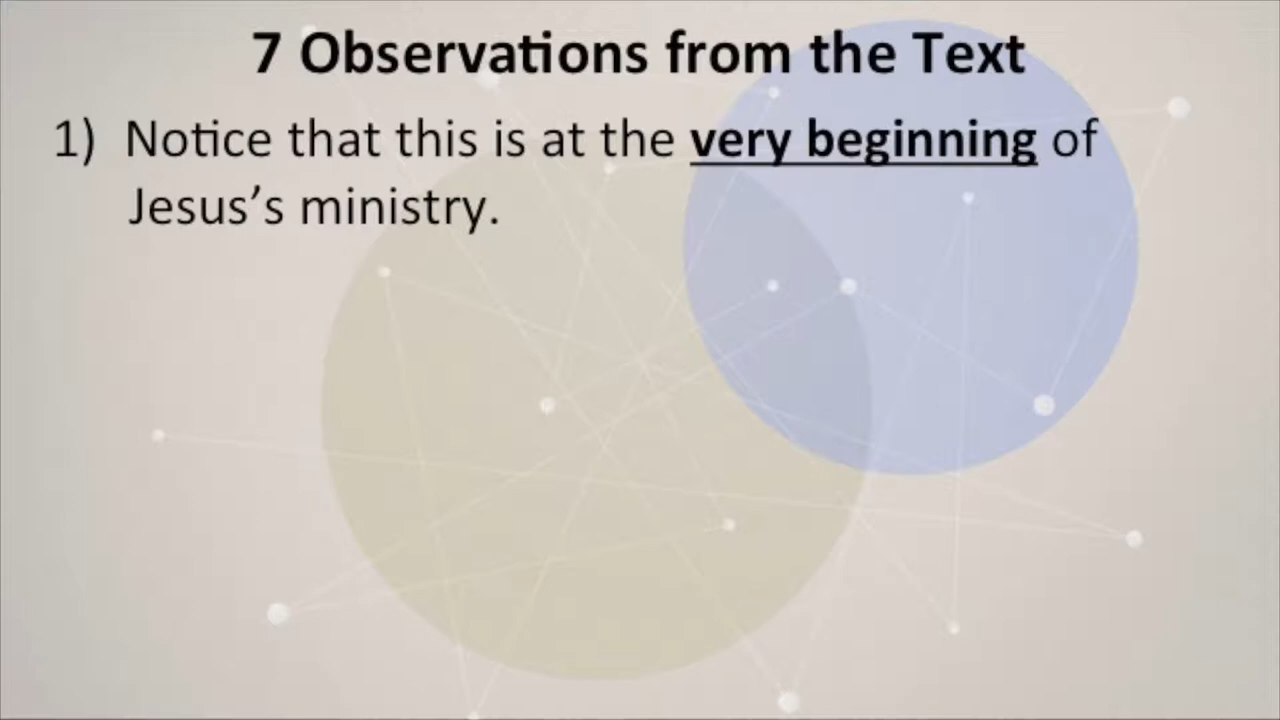 7 Observations from the Text
1) Notice that this is at the very beginning of
Jesus’s ministry.